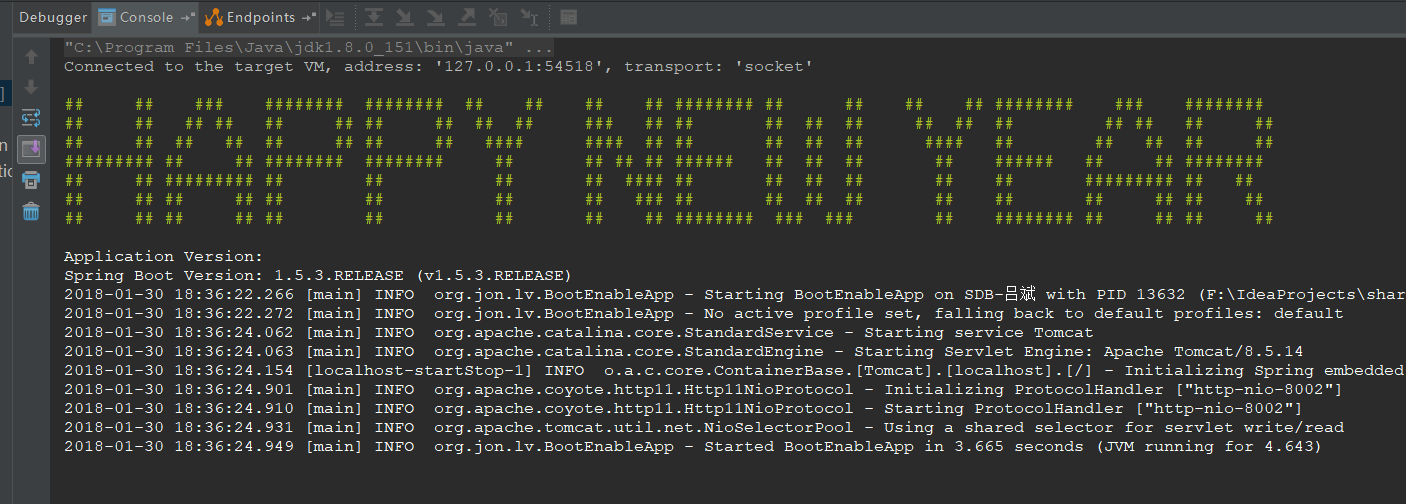 Debugger Console Endpoints
"C:\Program Files\Java\jdk1.8.0_151\bin\java" ...
Connected to the target VM, address: '127.0.0.1:54518', transport: 'socket'
HAPPY NEW YEAR
Application Version:
Spring Boot Version: 1.5.3.RELEASE (v1.5.3.RELEASE)
2018-01-30 18:36:22.266 [main] INFO  org.jon.lv.BootEnableApp - Starting BootEnableApp on SDB-吕斌 with PID 13632 (F:\IdeaProjects\shar
2018-01-30 18:36:22.272 [main] INFO  org.jon.lv.BootEnableApp - No active profile set, falling back to default profiles: default
2018-01-30 18:36:24.062 [main] INFO  org.apache.catalina.core.StandardService - Starting service Tomcat
2018-01-30 18:36:24.063 [main] INFO  org.apache.catalina.core.StandardEngine - Starting Servlet Engine: Apache Tomcat/8.5.14
2018-01-30 18:36:24.154 [localhost-startStop-1] INFO  o.a.c.core.ContainerBase.[Tomcat].[localhost].[/] - Initializing Spring embedded
2018-01-30 18:36:24.901 [main] INFO  org.apache.coyote.http11.Http11NioProtocol - Initializing ProtocolHandler ["http-nio-8002"]
2018-01-30 18:36:24.910 [main] INFO  org.apache.coyote.http11.Http11NioProtocol - Starting ProtocolHandler ["http-nio-8002"]
2018-01-30 18:36:24.931 [main] INFO  org.apache.tomcat.util.net.NioSelectorPool - Using a shared selector for servlet write/read
2018-01-30 18:36:24.949 [main] INFO  org.jon.lv.BootEnableApp - Started BootEnableApp in 3.665 seconds (JVM running for 4.643)